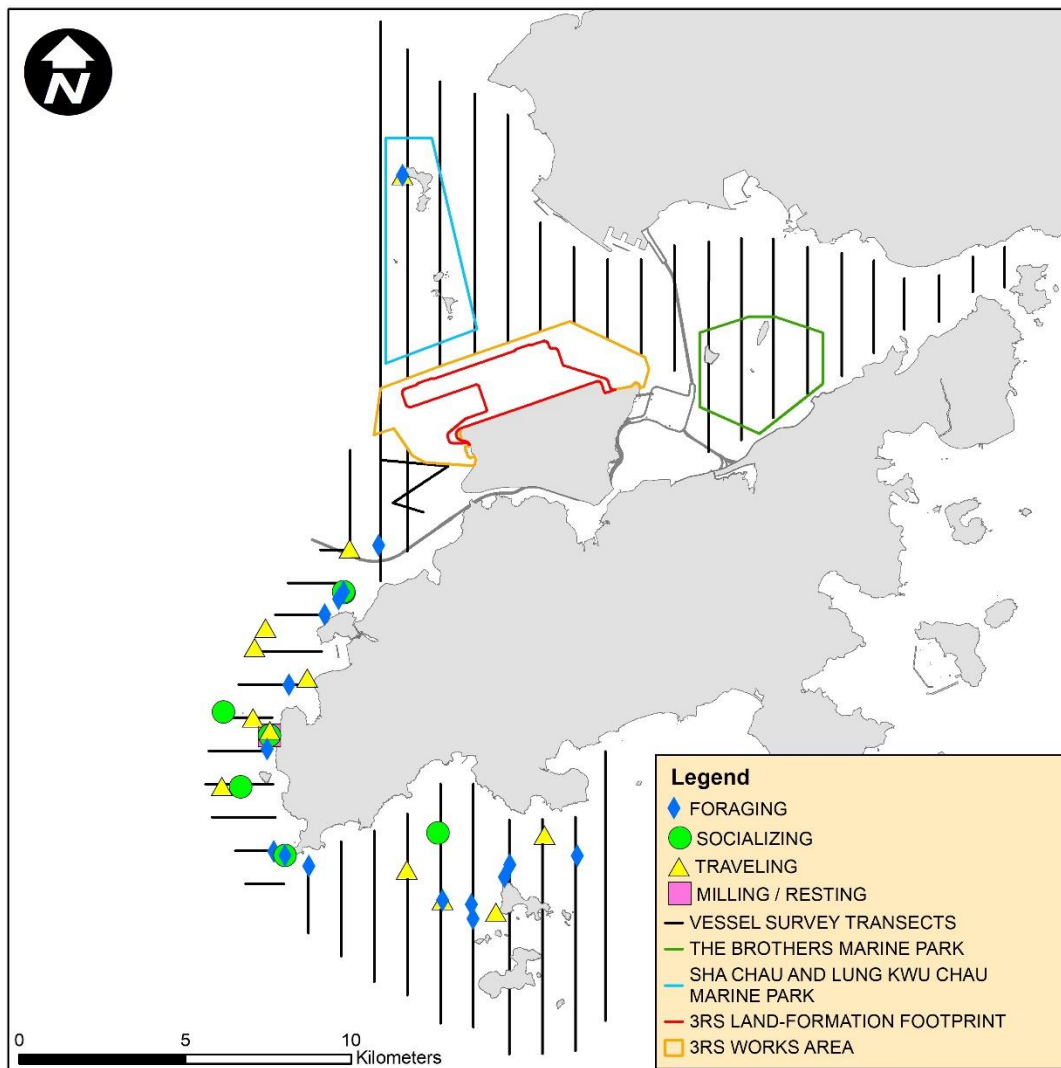 N
Legend
FORAGING
SOCIALIZING
TRAVELING
MILLING / RESTING
VESSEL SURVEY TRANSECTS
THE BROTHERS MARINE PARK
SHA CHAU AND LUNG KWU CHAU
MARINE PARK
3RS LAND-FORMATION FOOTPRINT
3RS WORKS AREA
0 5 10
Kilometers